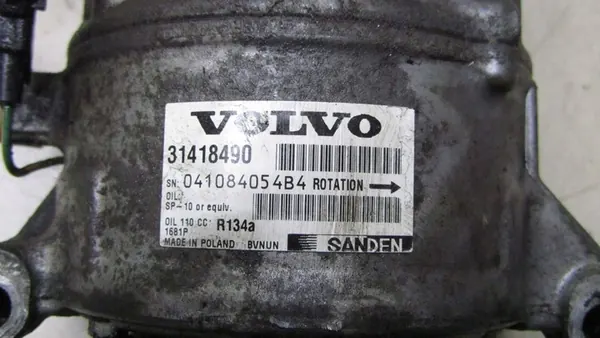 VOLVO
31418490
SN: 041084054B4 ROTATION →
OIL:
SP-10 or equiv.
OIL 110 CC R134a
1681P
MADE IN POLAND BVNUN SANDEN